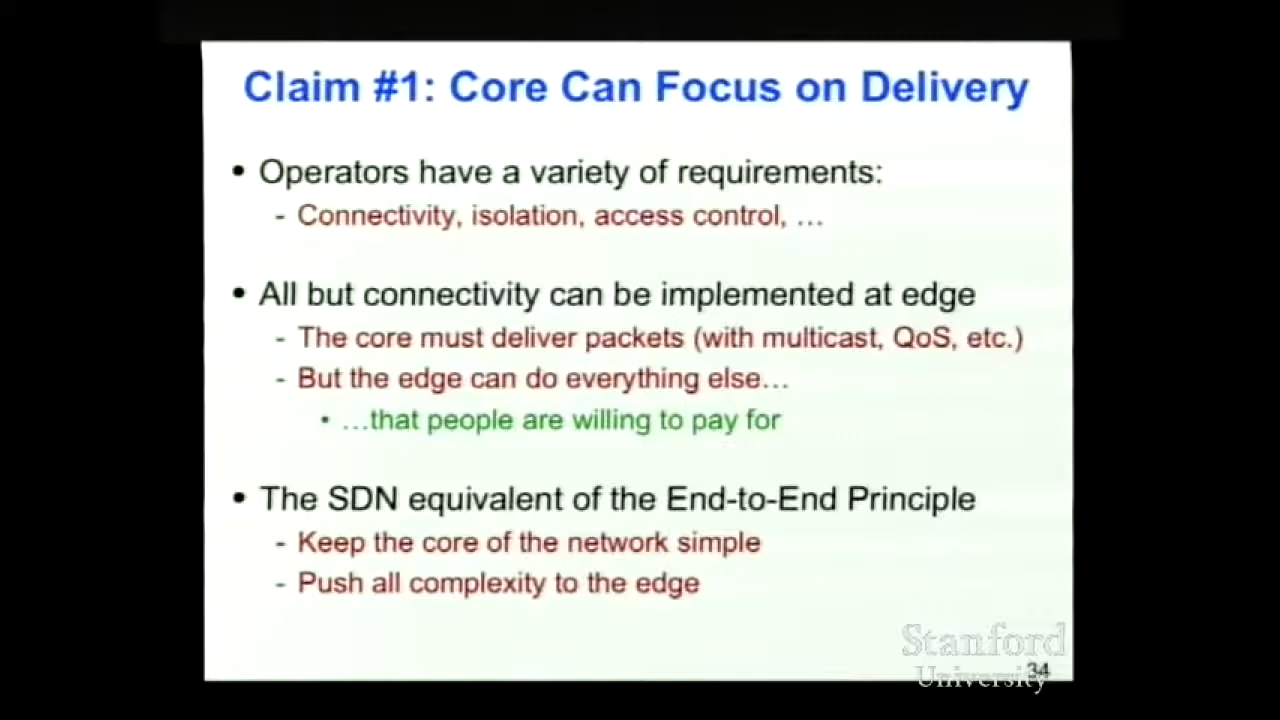 Claim #1: Core Can Focus on Delivery
• Operators have a variety of requirements:
- Connectivity, isolation, access control, …
• All but connectivity can be implemented at edge
- The core must deliver packets (with multicast, QoS, etc.)
- But the edge can do everything else…
• …that people are willing to pay for
• The SDN equivalent of the End-to-End Principle
- Keep the core of the network simple
- Push all complexity to the edge
Stanford
University
34